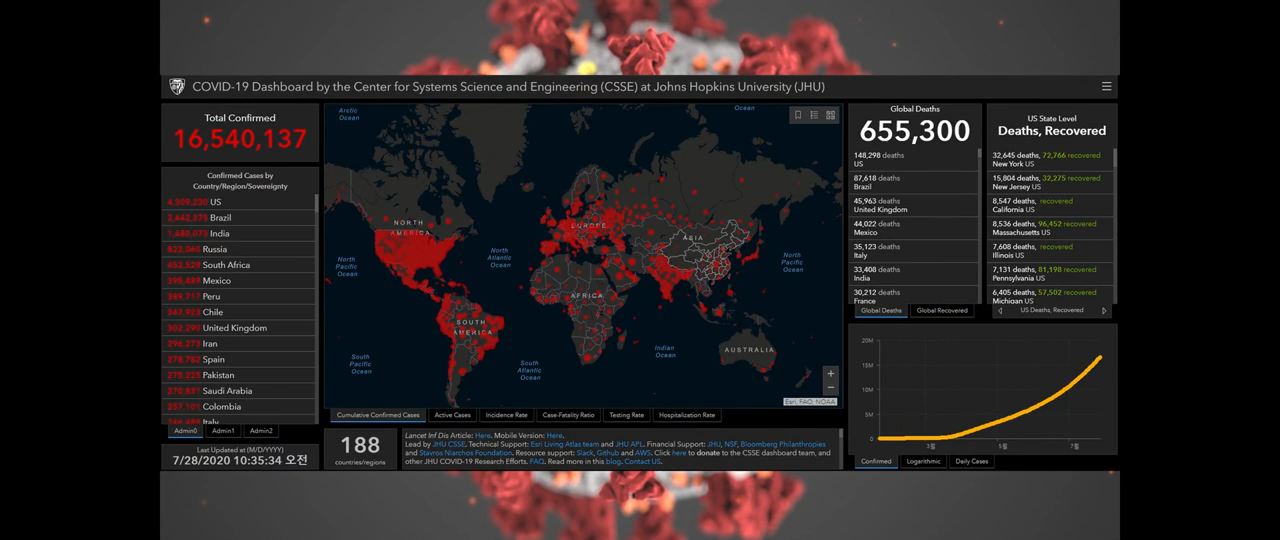 COVID-19 Dashboard by the Center for Systems Science and Engineering (CSSE) at Johns Hopkins University (JHU)
Total Confirmed
16,540,137
Confirmed Cases by
Country/Region/Sovereignty
US
Brazil
India
Russia
South Africa
Mexico
Peru
Chile
United Kingdom
Iran
Spain
Pakistan
Saudi Arabia
Colombia
Italy
Admin0 Admin1 Admin2
Last Updated at (M/D/YYYY)
7/28/2020 10:35:34 오전
Arctic
Ocean
Ocean
NORTH
AMERICA
EUROPE
ASIA
North
Pacific
Ocean
North
Atlantic
Ocean
North
Pacific
Ocean
AFRICA
SOUTH
AMERICA
South
Pacific
Ocean
South
Atlantic
Ocean
Indian
Ocean
AUSTRALIA
+
−
Esri, FAO, NOAA
Cumulative Confirmed Cases Active Cases Incidence Rate Case-Fatality Ratio Testing Rate Hospitalization Rate
188
countries/regions
Lancet Inf Dis Article: Here. Mobile Version: Here.
Lead by JHU CSSE. Technical Support: Esri Living Atlas team and JHU APL. Financial Support: JHU, NSF, Bloomberg Philanthropies
and Stavros Niarchos Foundation. Resource support: Slack, Github and AWS. Click here to donate to the CSSE dashboard team, and
other JHU COVID-19 Research Efforts. FAQ. Read more in this blog. Contact US.
Global Deaths
655,300
148,298 deaths
US
87,618 deaths
Brazil
45,963 deaths
United Kingdom
44,022 deaths
Mexico
35,123 deaths
Italy
33,408 deaths
India
30,212 deaths
France
Global Deaths Global Recovered
US State Level
Deaths, Recovered
32,645 deaths, 72,766 recovered
New York US
15,804 deaths, 32,275 recovered
New Jersey US
8,547 deaths, recovered
California US
8,536 deaths, 96,452 recovered
Massachusetts US
7,608 deaths, recovered
Illinois US
7,131 deaths, 81,198 recovered
Pennsylvania US
6,405 deaths, 57,502 recovered
Michigan US
US Deaths, Recovered
20M
15M
10M
5M
0
3월 5월 7월
Confirmed Logarithmic Daily Cases